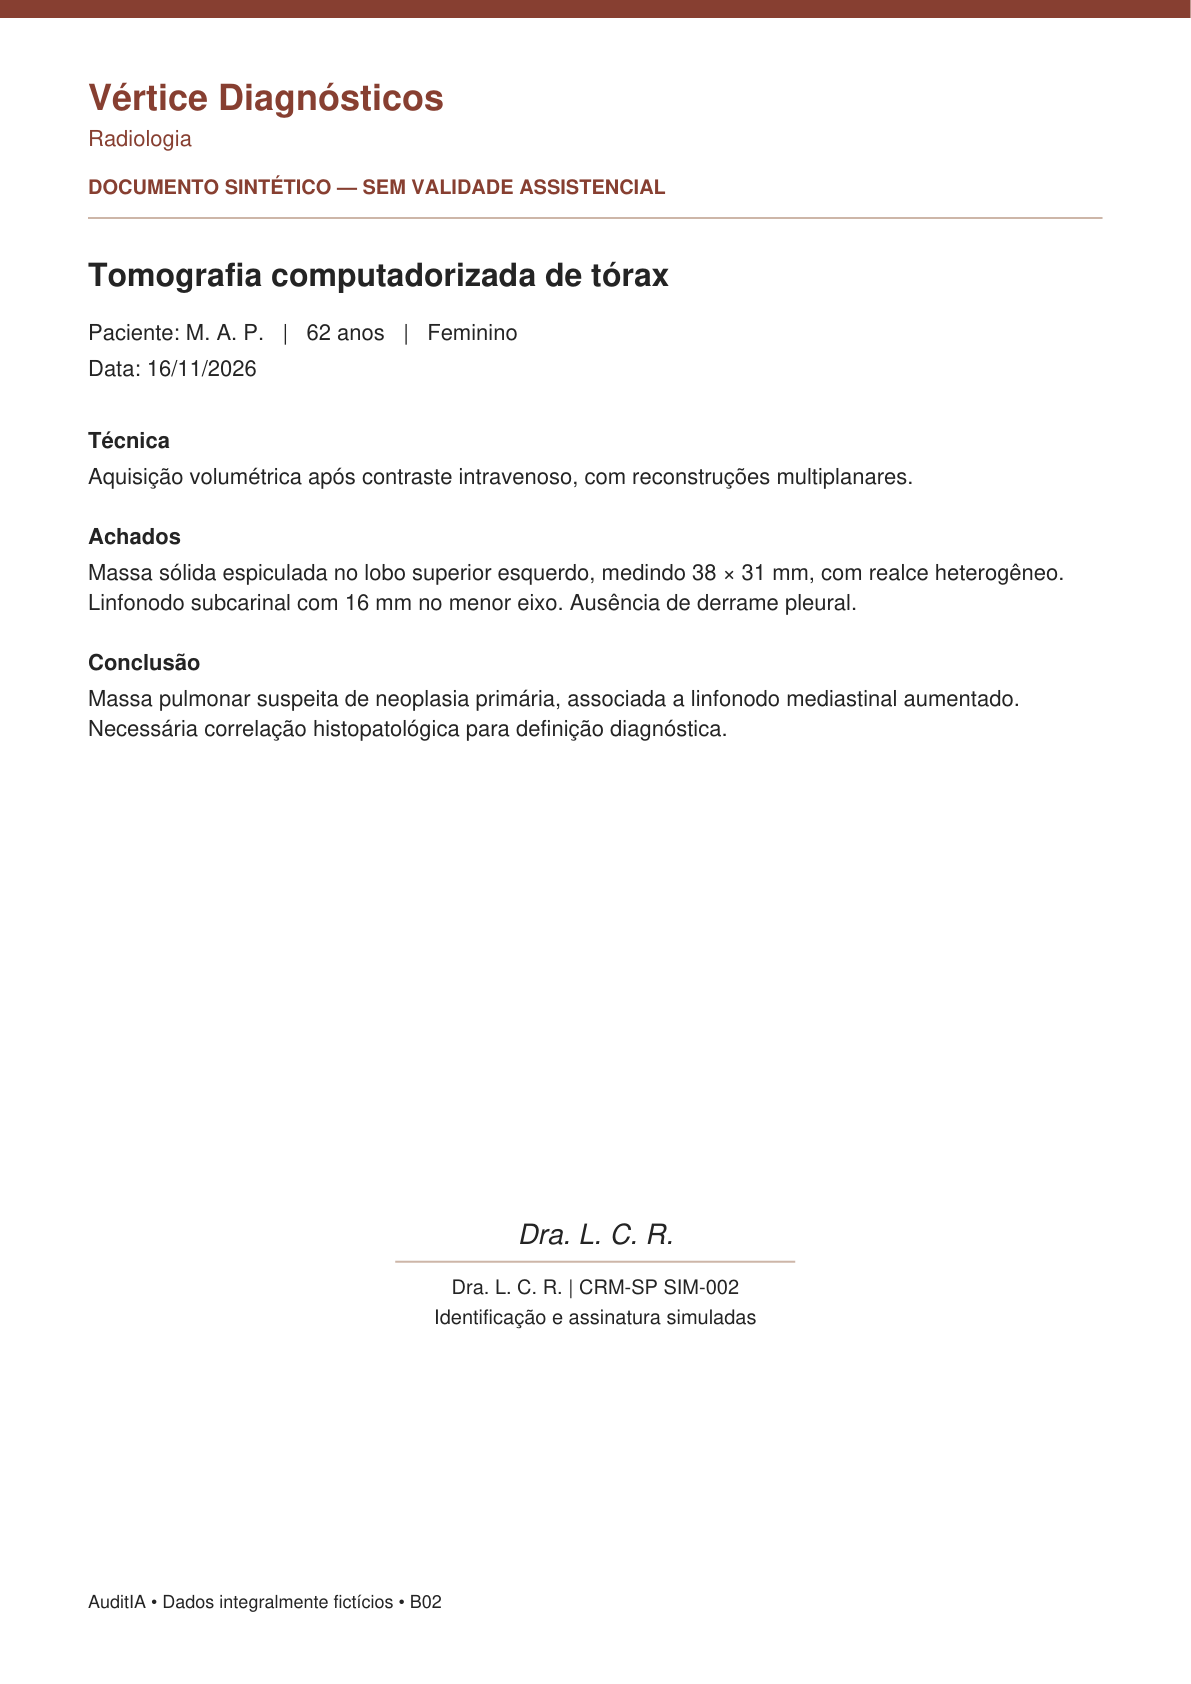 Vértice Diagnósticos
Radiologia
DOCUMENTO SINTÉTICO — SEM VALIDADE ASSISTENCIAL
Tomografia computadorizada de tórax
Paciente: M. A. P. | 62 anos | Feminino
Data: 16/11/2026
Técnica
Aquisição volumétrica após contraste intravenoso, com reconstruções multiplanares.
Achados
Massa sólida espiculada no lobo superior esquerdo, medindo 38 × 31 mm, com realce heterogêneo.
Linfonodo subcarinal com 16 mm no menor eixo. Ausência de derrame pleural.
Conclusão
Massa pulmonar suspeita de neoplasia primária, associada a linfonodo mediastinal aumentado.
Necessária correlação histopatológica para definição diagnóstica.
Dra. L. C. R.
Dra. L. C. R. | CRM-SP SIM-002
Identificação e assinatura simuladas
AuditIA • Dados integralmente fictícios • B02